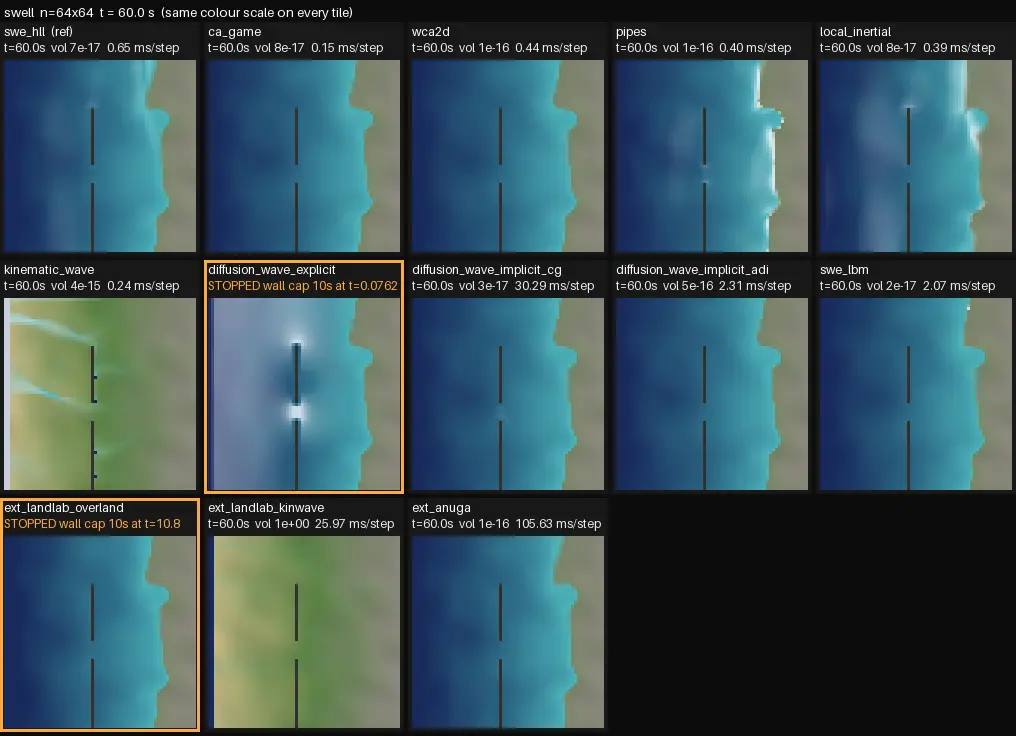 swell n=64x64 t = 60.0 s (same colour scale on every tile)
swe_hll (ref)
t=60.0s vol 7e-17 0.65 ms/step
ca_game
t=60.0s vol 8e-17 0.15 ms/step
wca2d
t=60.0s vol 1e-16 0.44 ms/step
pipes
t=60.0s vol 1e-16 0.40 ms/step
local_inertial
t=60.0s vol 8e-17 0.39 ms/step
kinematic_wave
t=60.0s vol 4e-15 0.24 ms/step
diffusion_wave_explicit
STOPPED wall cap 10s at t=0.0762
diffusion_wave_implicit_cg
t=60.0s vol 3e-17 30.29 ms/step
diffusion_wave_implicit_adi
t=60.0s vol 5e-16 2.31 ms/step
swe_lbm
t=60.0s vol 2e-17 2.07 ms/step
ext_landlab_overland
STOPPED wall cap 10s at t=10.8
ext_landlab_kinwave
t=60.0s vol 1e+00 25.97 ms/step
ext_anuga
t=60.0s vol 1e-16 105.63 ms/step